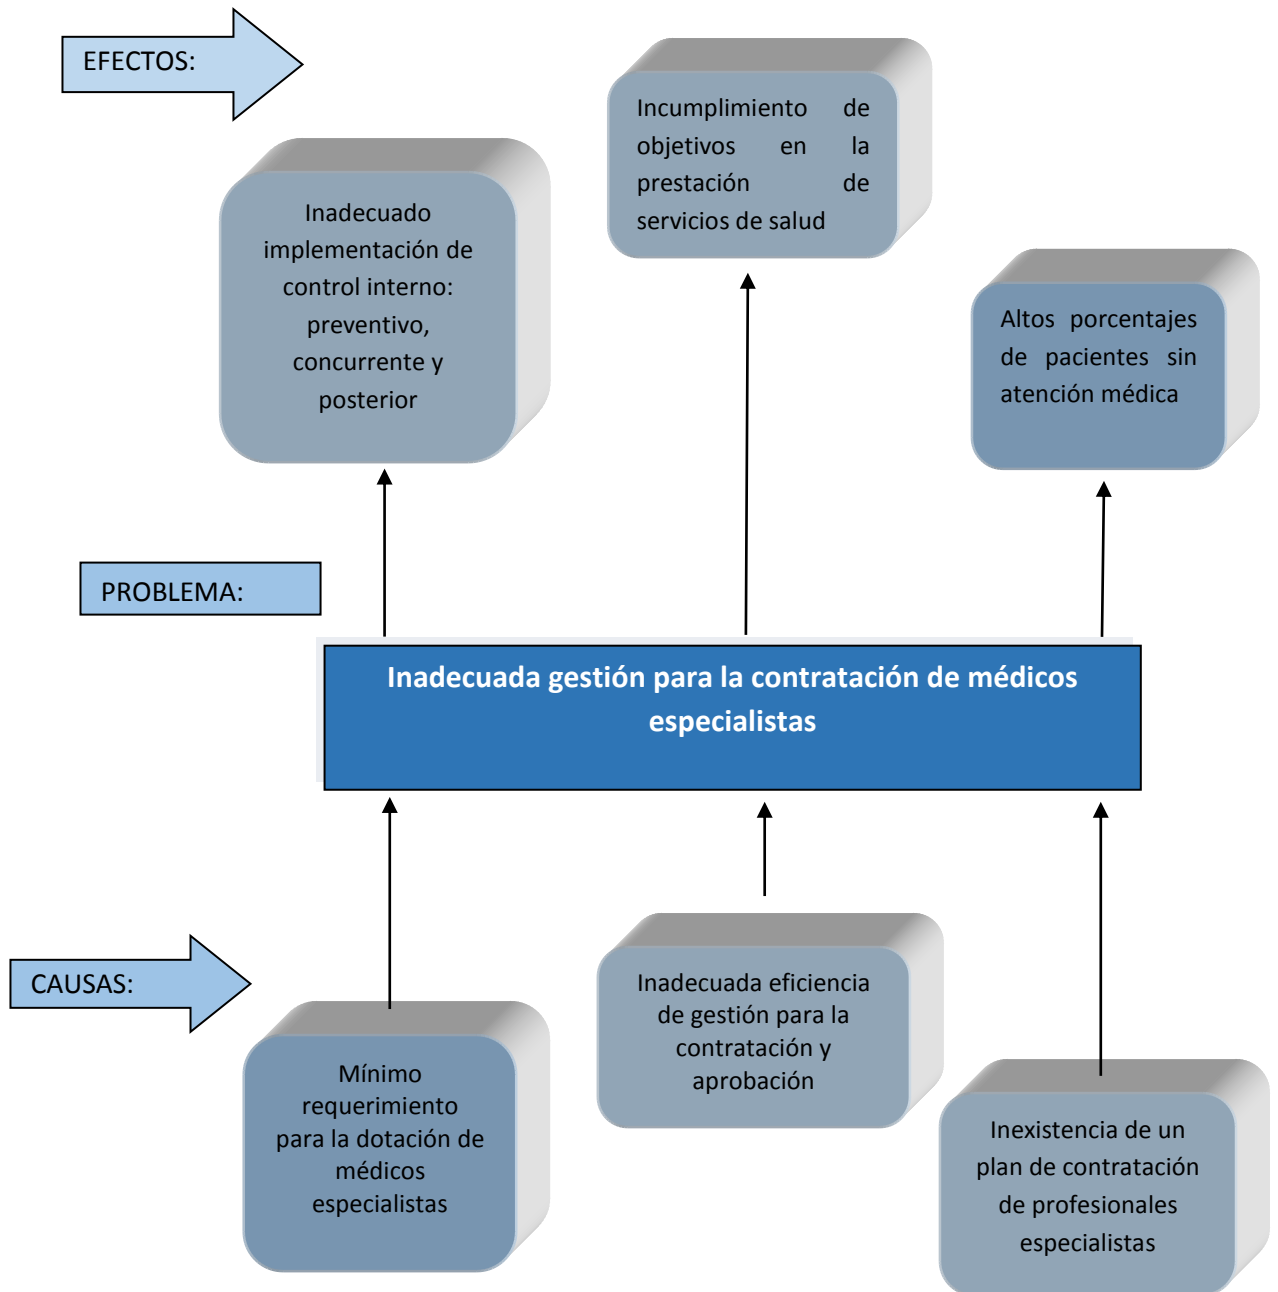 EFECTOS:
Incumplimiento de
objetivos en la
prestación de
servicios de salud
Inadecuado
implementación de
control interno:
preventivo,
concurrente y
posterior
Altos porcentajes
de pacientes sin
atención médica
PROBLEMA:
Inadecuada gestión para la contratación de médicos
especialistas
CAUSAS:
Inadecuada eficiencia
de gestión para la
contratación y
aprobación
Mínimo
requerimiento
para la dotación de
médicos
especialistas
Inexistencia de un
plan de contratación
de profesionales
especialistas